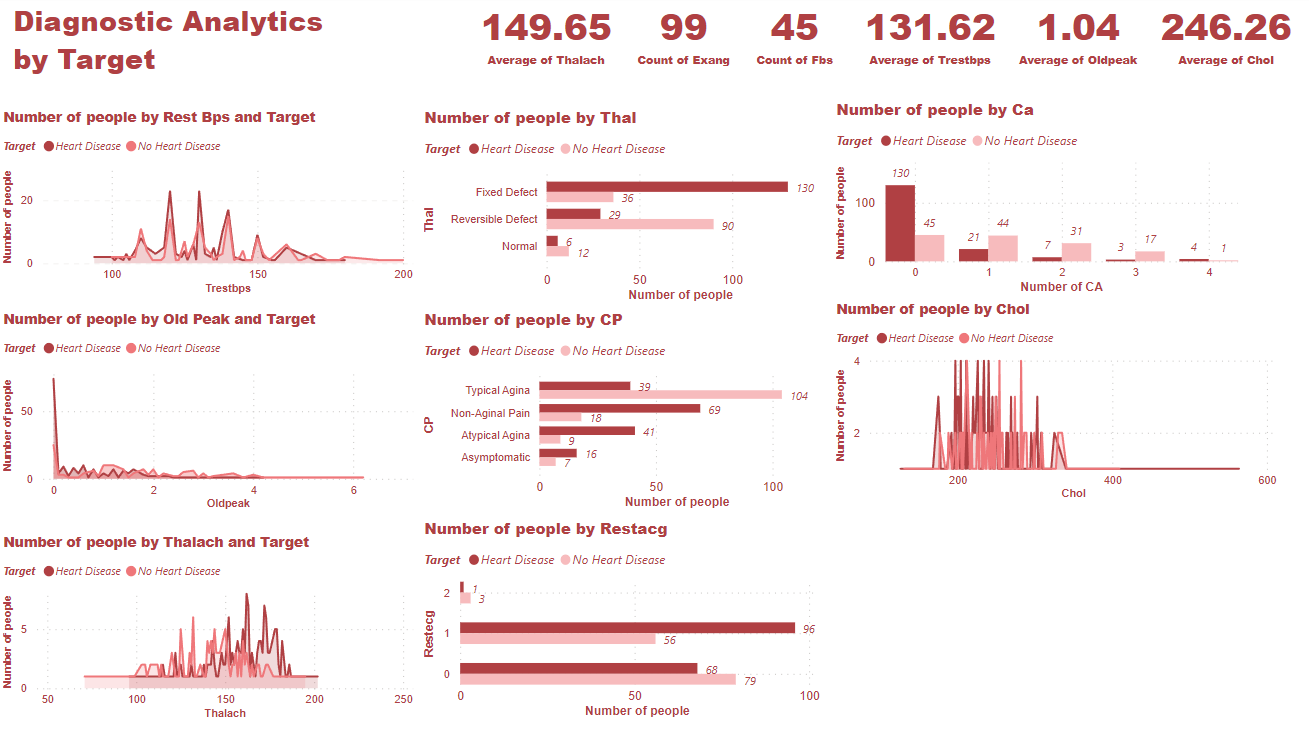 Diagnostic Analytics
by Target
149.65
Average of Thalach
99
Count of Exang
45
Count of Fbs
131.62
Average of Trestbps
1.04
Average of Oldpeak
246.26
Average of Chol
Number of people by Rest Bps and Target
Target Heart Disease No Heart Disease
Number of people
20
0
100 150 200
Trestbps
Number of people by Thal
Target Heart Disease No Heart Disease
Thal
Fixed Defect 130
36
Reversible Defect 29
90
Normal 6
12
0 50 100
Number of people
Number of people by Ca
Target Heart Disease No Heart Disease
Number of people
100
0
130 45 21 44 7 31 3 17 4 1
0 1 2 3 4
Number of CA
Number of people by Old Peak and Target
Target Heart Disease No Heart Disease
Number of people
50
0
0 2 4 6
Oldpeak
Number of people by CP
Target Heart Disease No Heart Disease
CP
Typical Agina 39
104
Non-Aginal Pain 69
18
Atypical Agina 41
9
Asymptomatic 16
7
0 50 100
Number of people
Number of people by Chol
Target Heart Disease No Heart Disease
Number of people
4
2
200 400 600
Chol
Number of people by Thalach and Target
Target Heart Disease No Heart Disease
Number of people
5
0
50 100 150 200 250
Thalach
Number of people by Restacg
Target Heart Disease No Heart Disease
Restecg
2 1
3
1 96
56
0 68
79
0 50 100
Number of people